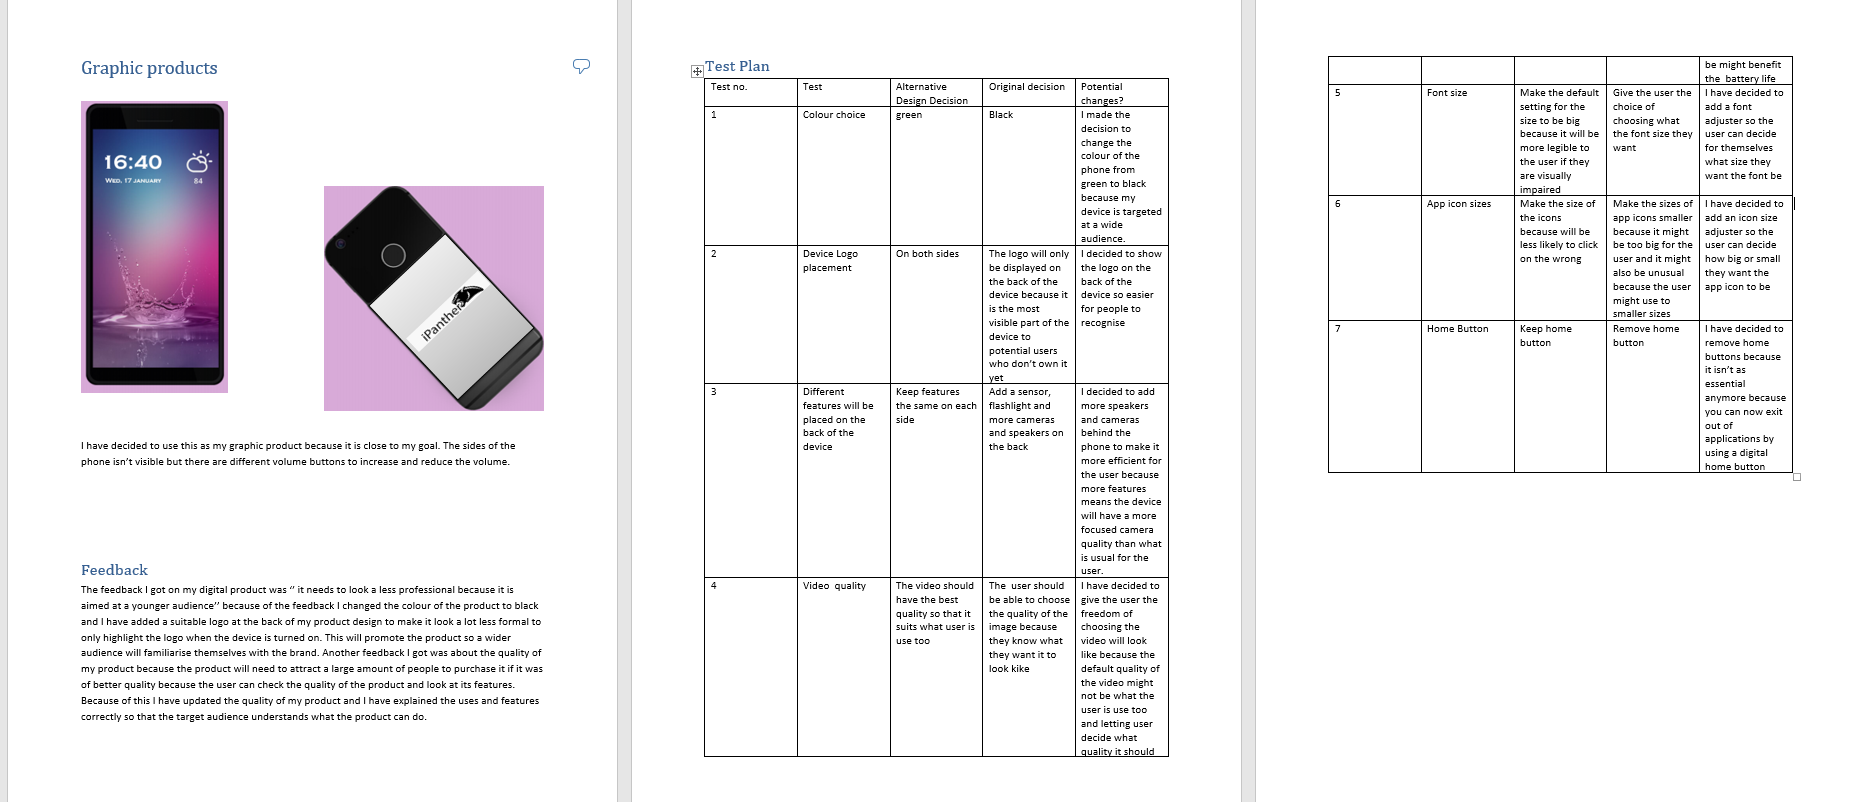 Graphic products
16:40
WED, 17 JANUARY
84
iPanther
I have decided to use this as my graphic product because it is close to my goal. The sides of the
phone isn't visible but there are different volume buttons to increase and reduce the volume.
Feedback
The feedback I got on my digital product was “ it needs to look a less professional because it is
aimed at a younger audience’’ because of the feedback I changed the colour of the product to black
and I have added a suitable logo at the back of my product design to make it look a lot less formal to
only highlight the logo when the device is turned on. This will promote the product so a wider
audience will familiarise themselves with the brand. Another feedback I got was about the quality of
my product because the product will need to attract a large amount of people to purchase it if it was
of better quality because the user can check the quality of the product and look at its features.
Because of this I have updated the quality of my product and I have explained the uses and features
correctly so that the target audience understands what the product can do.
Test Plan
Test no.
Test
Alternative
Design Decision
Original decision
Potential
changes?
1
Colour choice
green
Black
I made the
decision to
change the
colour of the
phone from
green to black
because my
device is targeted
at a wide
audience.
2
Device Logo
placement
On both sides
The logo will only
be displayed on
the back of the
device because it
is the most
visible part of the
device to
potential users
who don't own it
yet
I decided to show
the logo on the
back of the
device so easier
for people to
recognise
3
Different
features will be
placed on the
back of the
device
Keep features
the same on each
side
Add a sensor,
flashlight and
more cameras
and speakers on
the back
I decided to add
more speakers
and cameras
behind the
phone to make it
more efficient for
the user because
more features
means the device
will have a more
focused camera
quality than what
is usual for the
user.
4
Video  quality
The video should
have the best
quality so that it
suits what user is
use too
The  user should
be able to choose
the quality of the
image because
they know what
they want it to
look kike
I have decided to
give the user the
freedom of
choosing the
video will look
like because the
default quality of
the video might
not be what the
user is use too
and letting user
decide what
quality it should
be might benefit
the  battery life
5
Font size
Make the default
setting for the
size to be big
because it will be
more legible to
the user if they
are visually
impaired
Give the user the
choice of
choosing what
the font size they
want
I have decided to
add a font
adjuster so the
user can decide
for themselves
what size they
want the font be
6
App icon sizes
Make the size of
the icons
because will be
less likely to click
on the wrong
Make the sizes of
app icons smaller
because it might
be too big for the
user and it might
also be unusual
because the user
might use to
smaller sizes
I have decided to
add an icon size
adjuster so the
user can decide
how big or small
they want the
app icon to be
7
Home Button
Keep home
button
Remove home
button
I have decided to
remove home
buttons because
it isn't as
essential
anymore because
you can now exit
out of
applications by
using a digital
home button